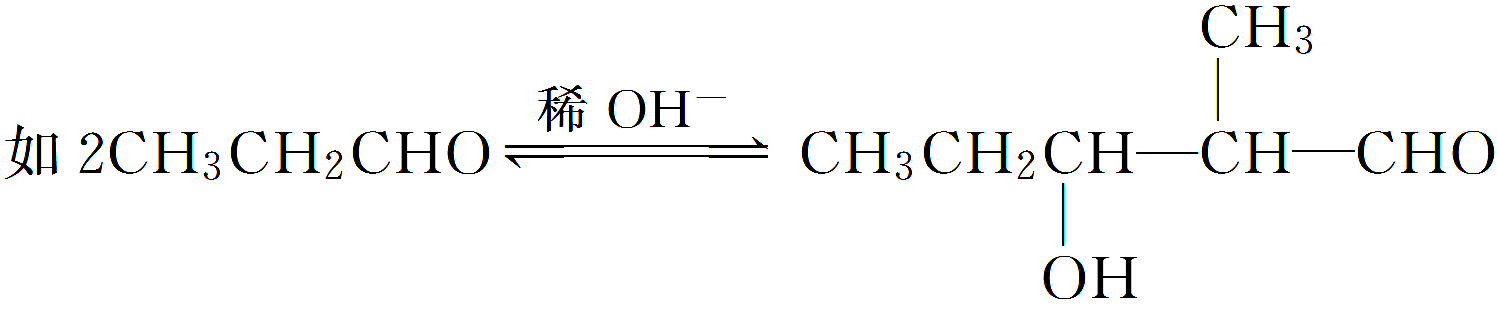 CH₃
稀 OH⁻
如 2CH₃CH₂CHO ⇌ CH₃CH₂CH—CH—CHO
OH